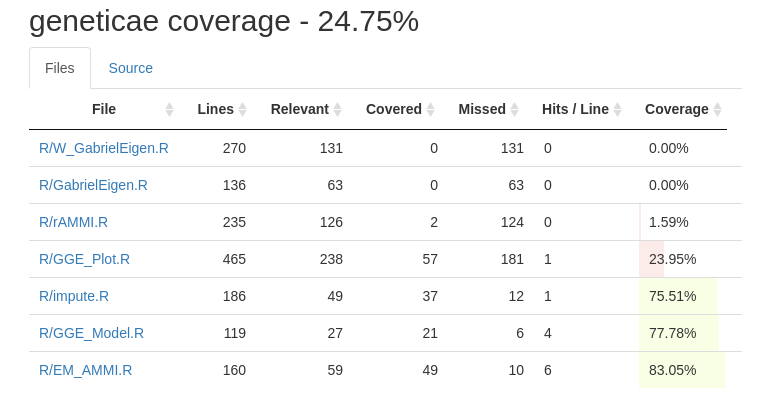 geneticae coverage - 24.75%
Files Source
File Lines Relevant Covered Missed Hits / Line Coverage
R/W_GabrielEigen.R 270 131 0 131 0 0.00%
R/GabrielEigen.R 136 63 0 63 0 0.00%
R/rAMMI.R 235 126 2 124 0 1.59%
R/GGE_Plot.R 465 238 57 181 1 23.95%
R/impute.R 186 49 37 12 1 75.51%
R/GGE_Model.R 119 27 21 6 4 77.78%
R/EM_AMMI.R 160 59 49 10 6 83.05%